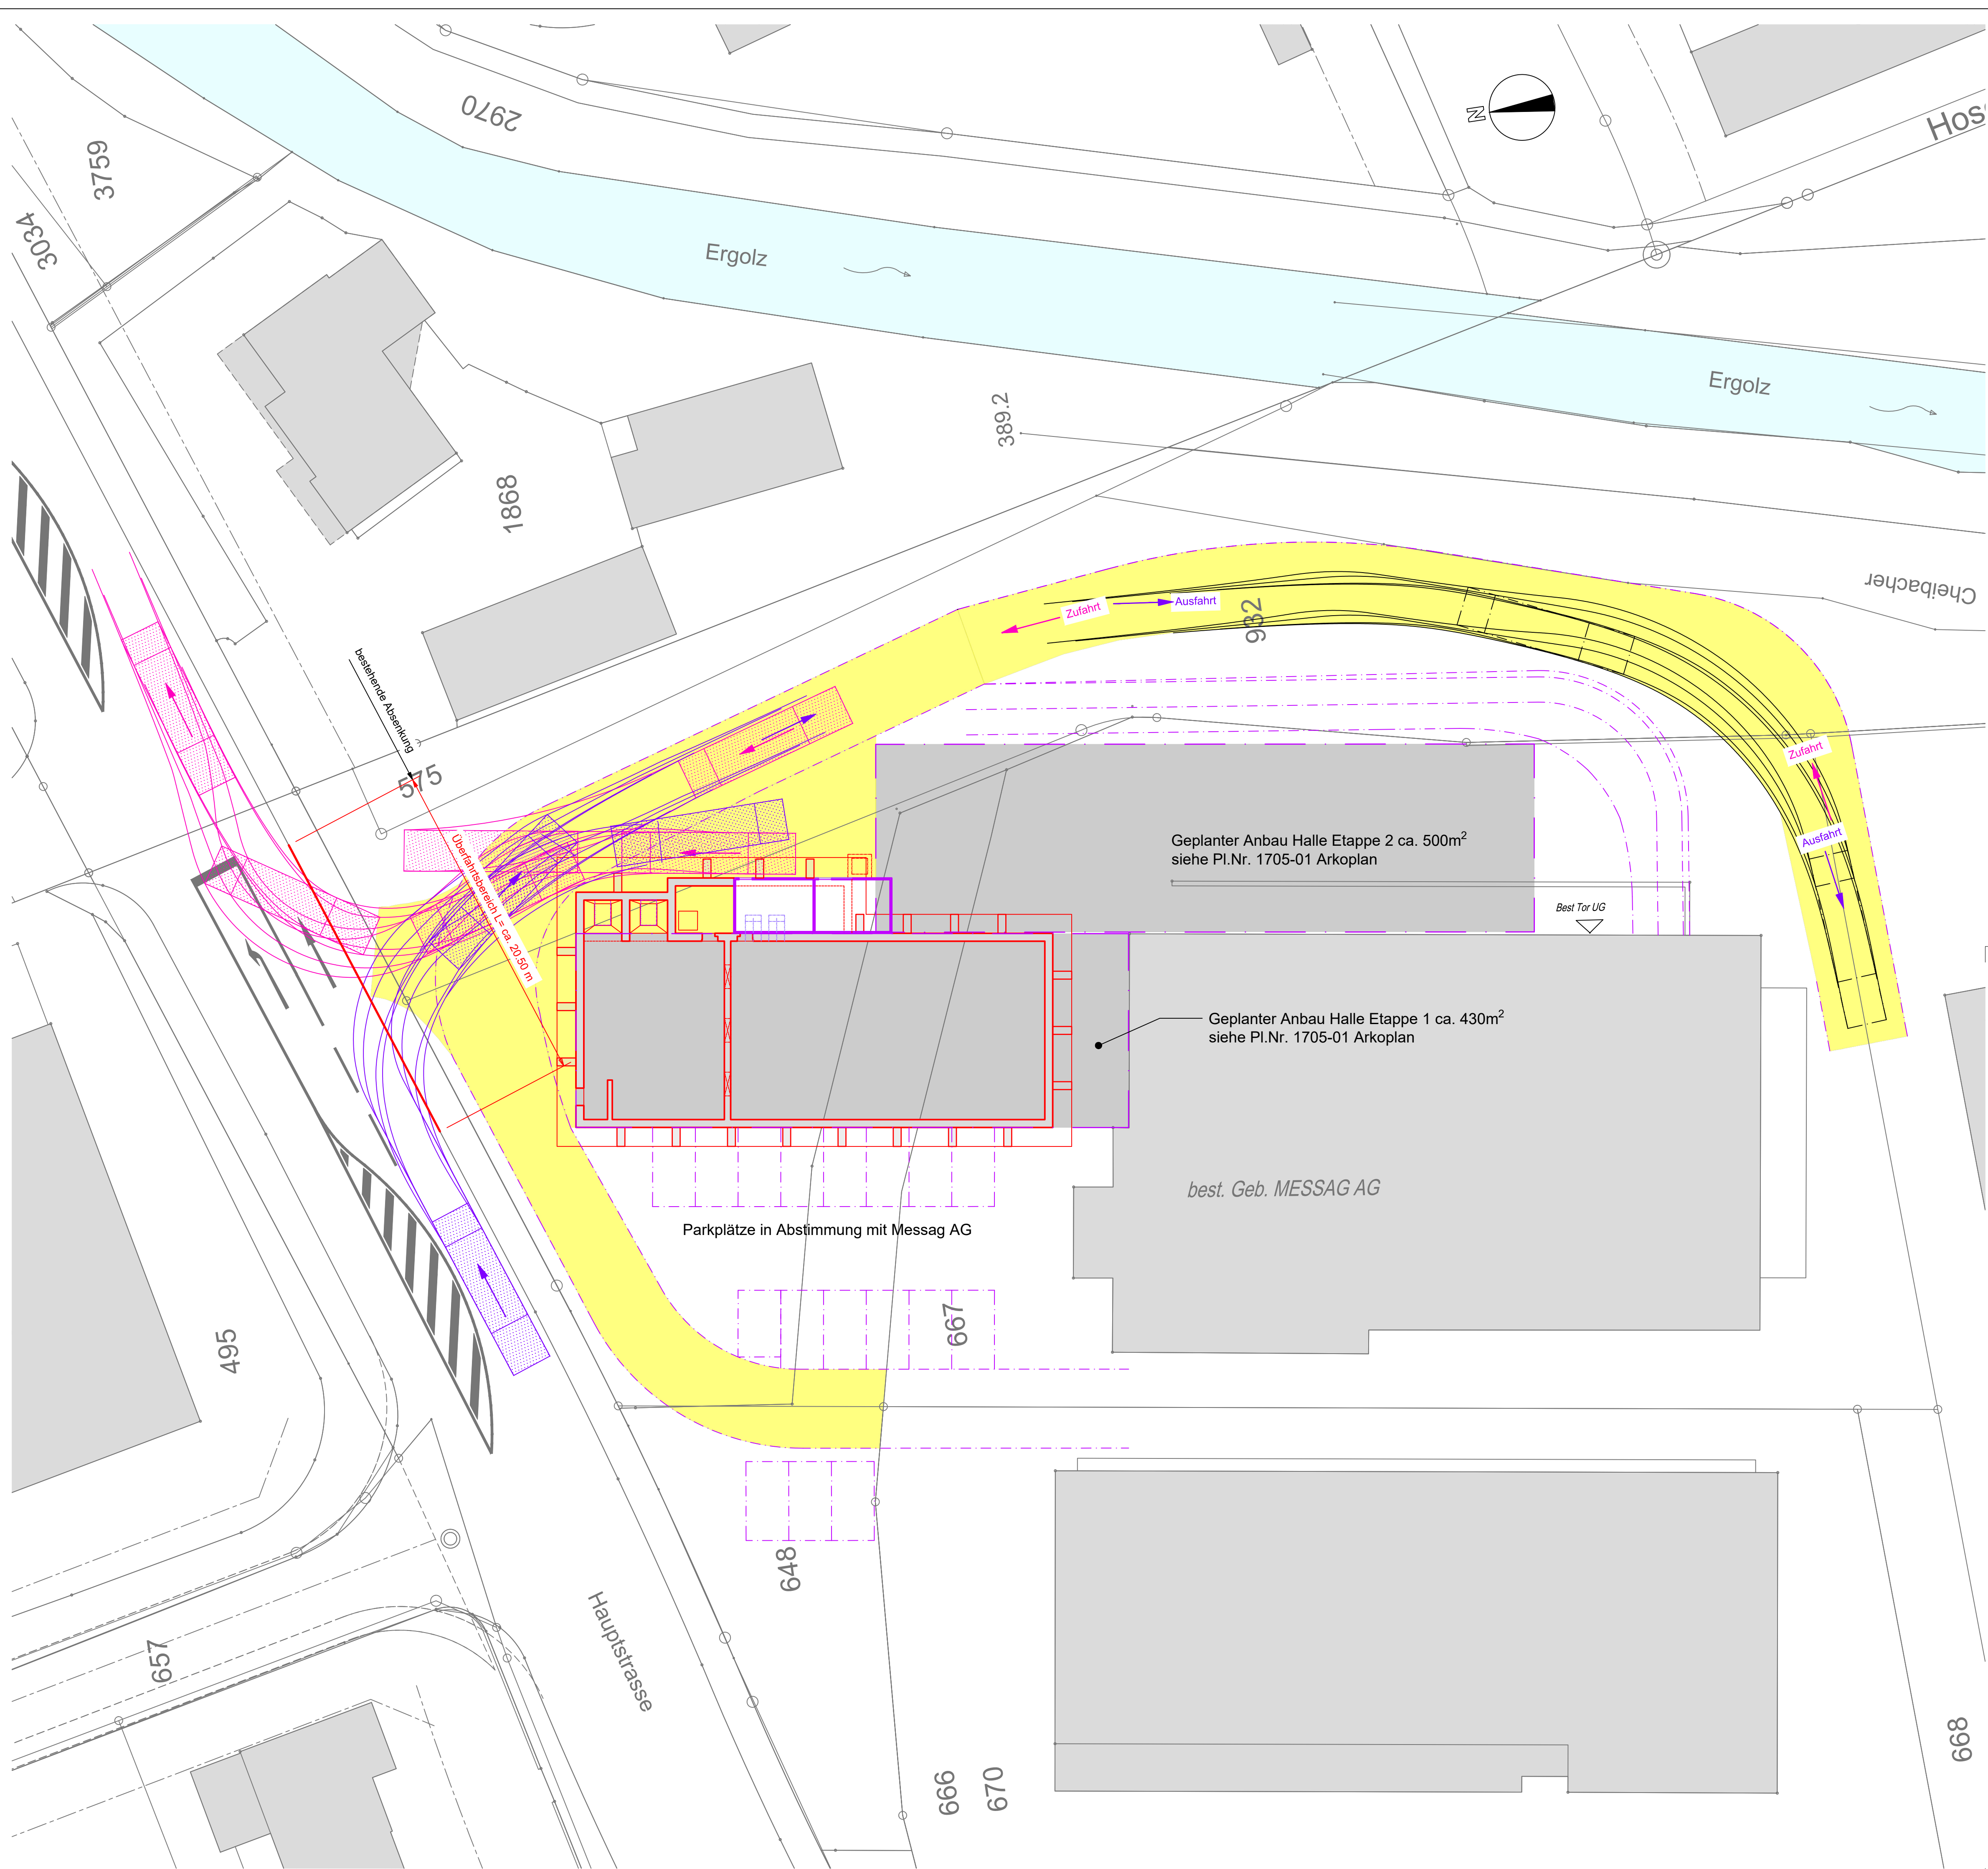 2970
N
Hos
3759
3034
Ergolz
Ergolz
389.2
1868
Cheibacher
bestehende Absenkung
Zufahrt
Ausfahrt
932
575
Zufahrt
Ausfahrt
Überfahrtsbereich L= ca. 20.50 m
Geplanter Anbau Halle Etappe 2 ca. 500m²
siehe Pl.Nr. 1705-01 Arkoplan
Best Tor UG
Geplanter Anbau Halle Etappe 1 ca. 430m²
siehe Pl.Nr. 1705-01 Arkoplan
best. Geb. MESSAG AG
Parkplätze in Abstimmung mit Messag AG
495
667
648
Hauptstrasse
657
666
670
668